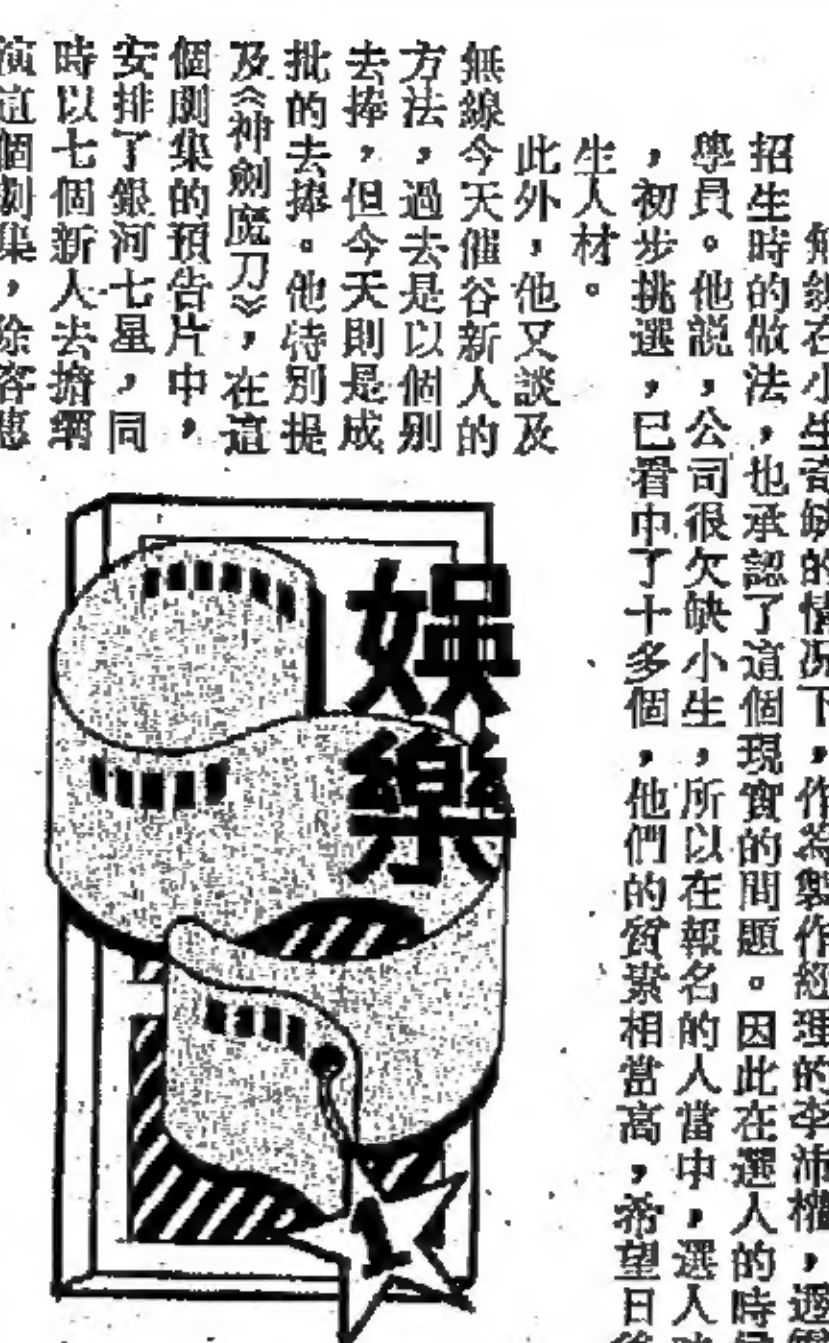 無綫在小生奇缺的情况下，作為製作經理的李沛權，
招生時的做法，也承認了這個現實的問題。因此在選人的時
學員。他説，公司很欠缺小生，所以在報名的人當中，選人
，初步挑選，已看中了十多個，他們的質素相當高，希望日後
生人材。
此外，他又談及
無線今天催谷新人的
方法，過去是以個别
去捧，但今天則是成
批的去捧。他特別提
及《神劍魔刀》，在這
個劇集的預告片中，
安排了銀河七星，同
時以七個新人去擔綱
演這個劇集，除容惠
娛樂
1